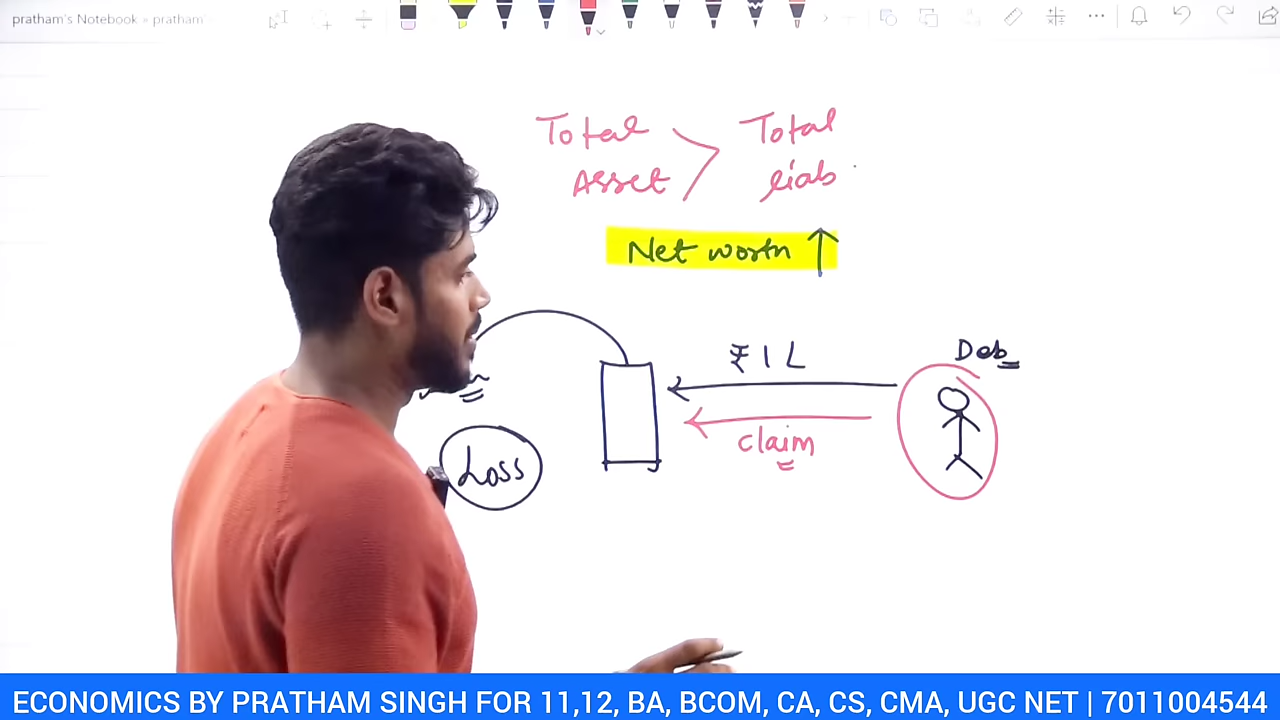 pratham's Notebook » pratham
Total > Total
Asset liab
Net worth ↑
₹ 1 L
Deb
claim
Loss
ECONOMICS BY PRATHAM SINGH FOR 11,12, BA, BCOM, CA, CS, CMA, UGC NET | 7011004544